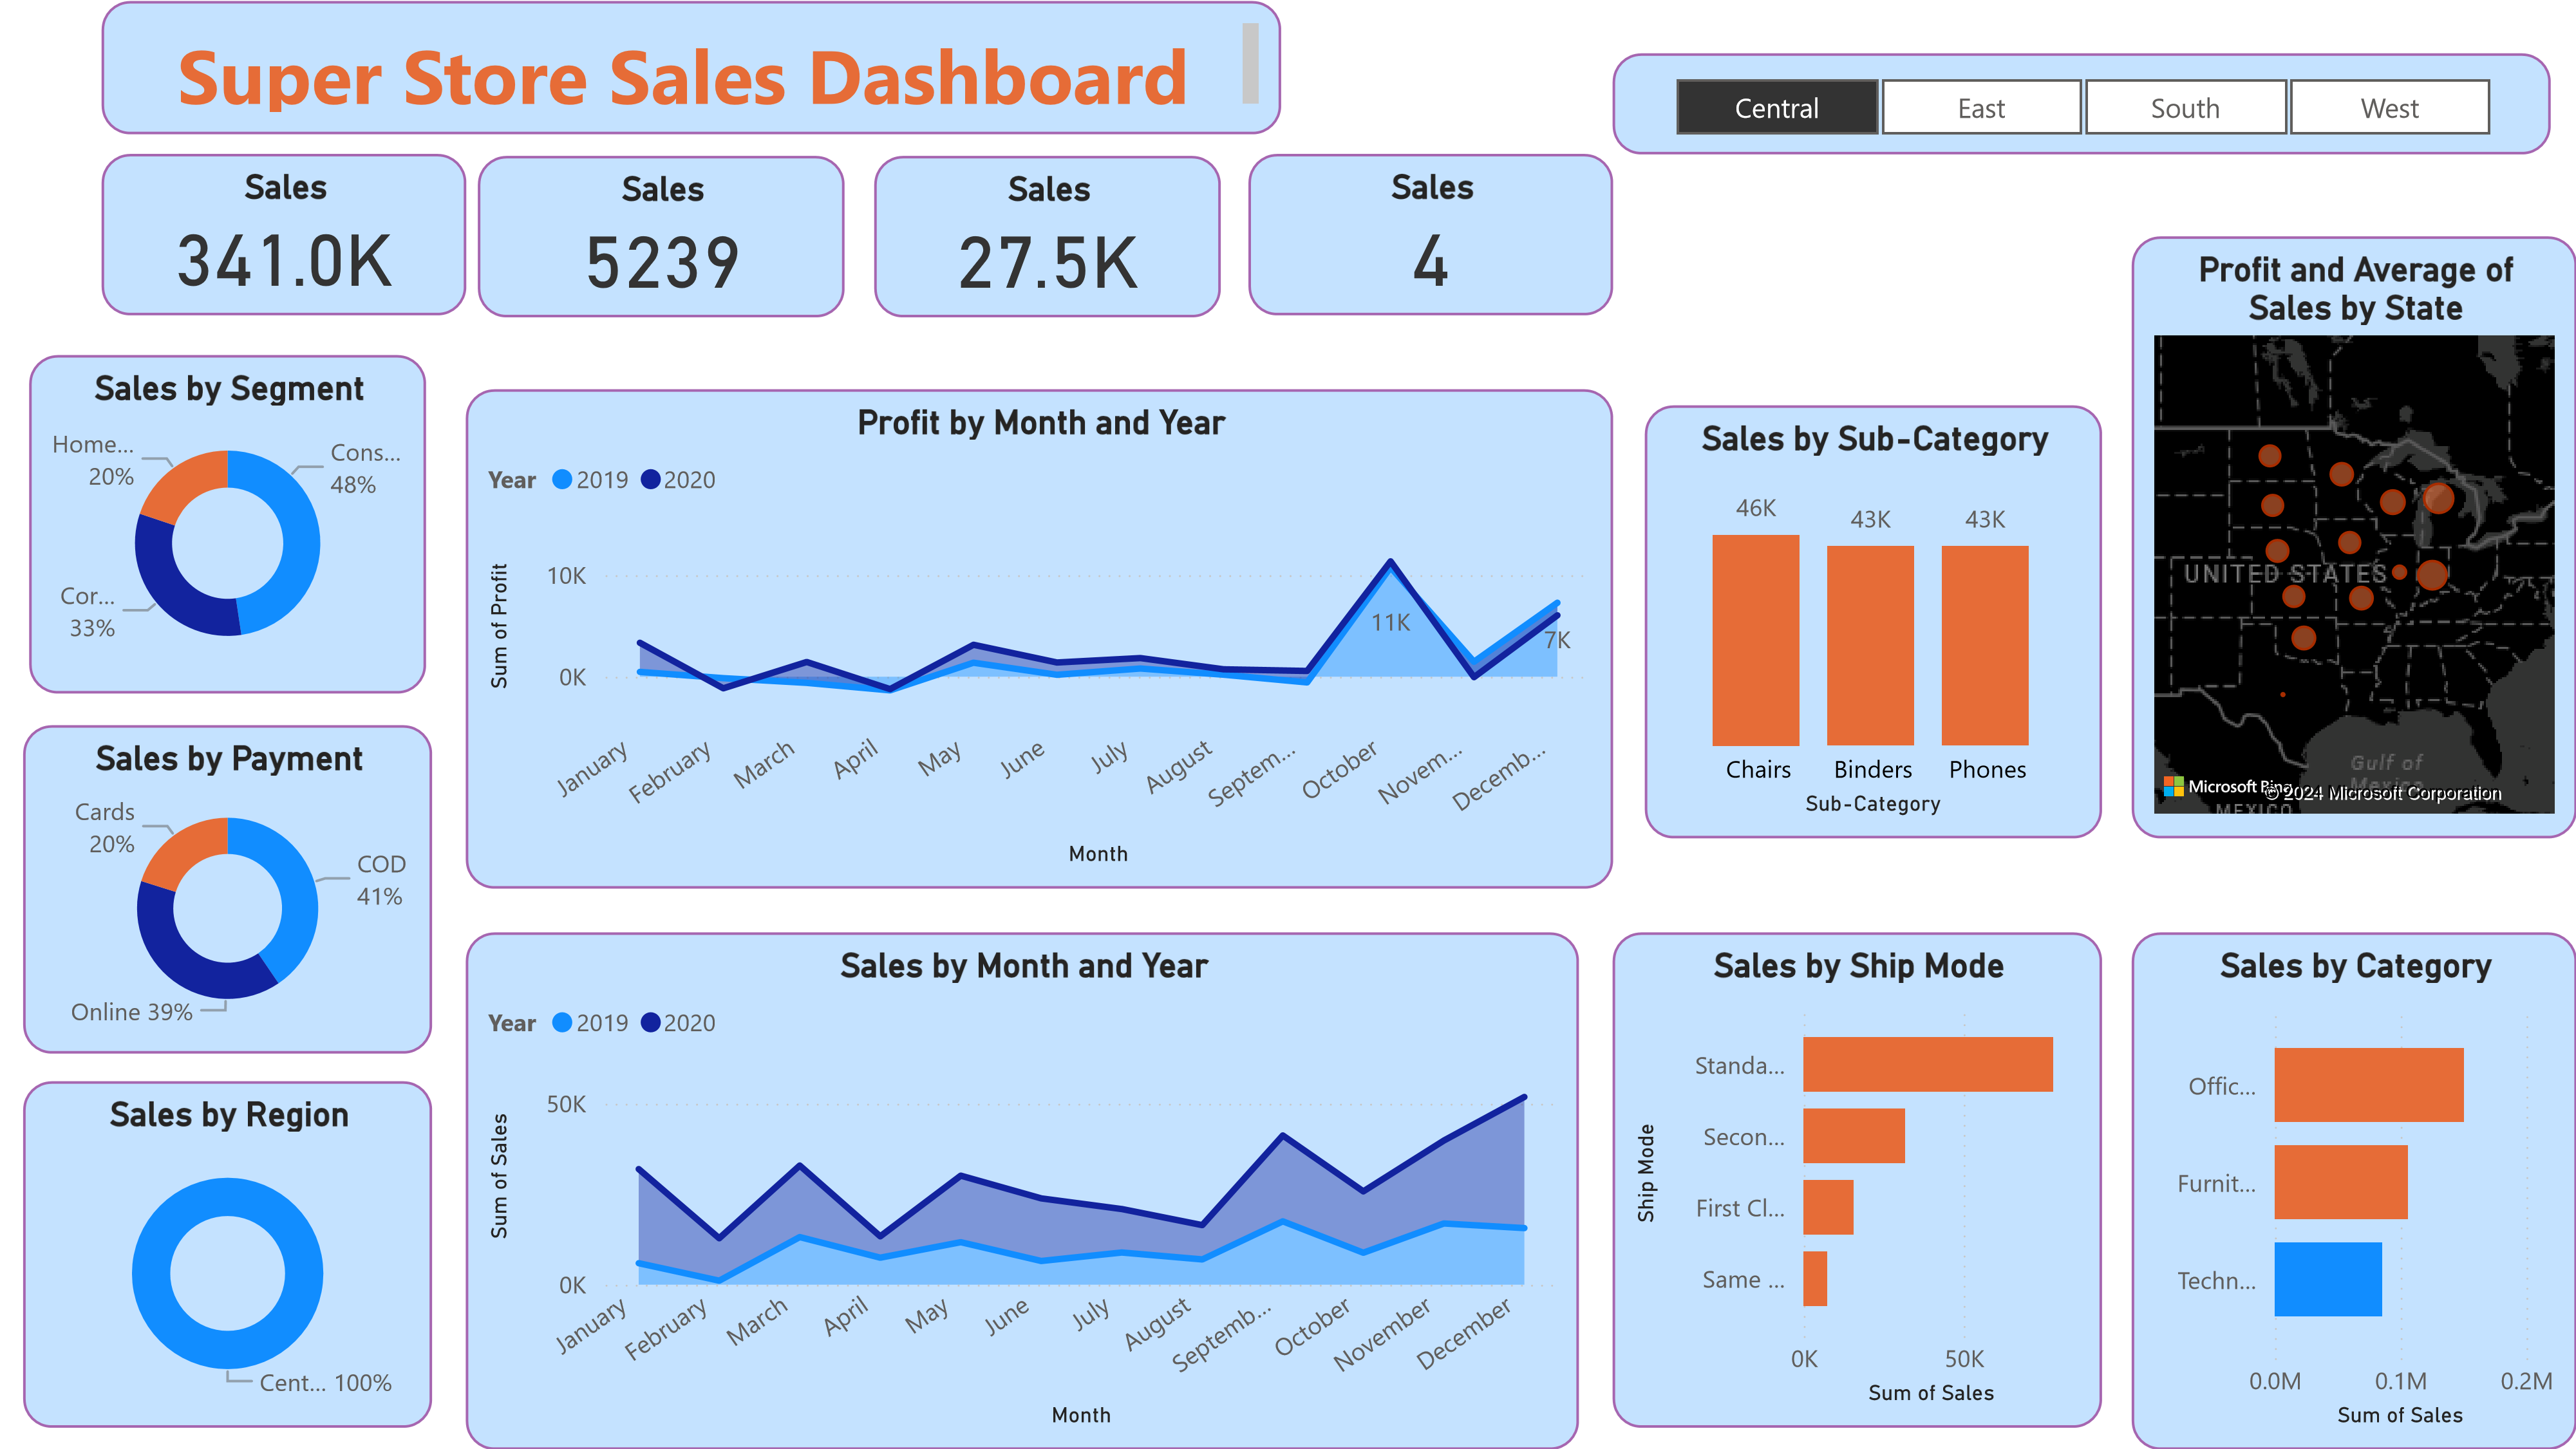 Super Store Sales Dashboard
Central
East
South
West
Sales
341.0K
Sales
5239
Sales
27.5K
Sales
4
Sales by Segment
Home...
20%
Cons...
48%
Cor...
33%
Profit by Month and Year
Year 2019 2020
Sum of Profit
10K
0K
11K
7K
January
February
March
April
May
June
July
August
Septem...
October
Novem...
Decemb...
Month
Sales by Sub-Category
46K
43K
43K
Chairs
Binders
Phones
Sub-Category
Profit and Average of
Sales by State
UNITED STATES
Gulf of
Mexico
MEXICO
Microsoft Bing
© 2024 Microsoft Corporation
Sales by Payment
Cards
20%
COD
41%
Online 39%
Sales by Region
Cent... 100%
Sales by Month and Year
Year 2019 2020
Sum of Sales
50K
0K
January
February
March
April
May
June
July
August
Septemb...
October
November
December
Month
Sales by Ship Mode
Ship Mode
Standa...
Secon...
First Cl...
Same ...
0K
50K
Sum of Sales
Sales by Category
Offic...
Furnit...
Techn...
0.0M
0.1M
0.2M
Sum of Sales